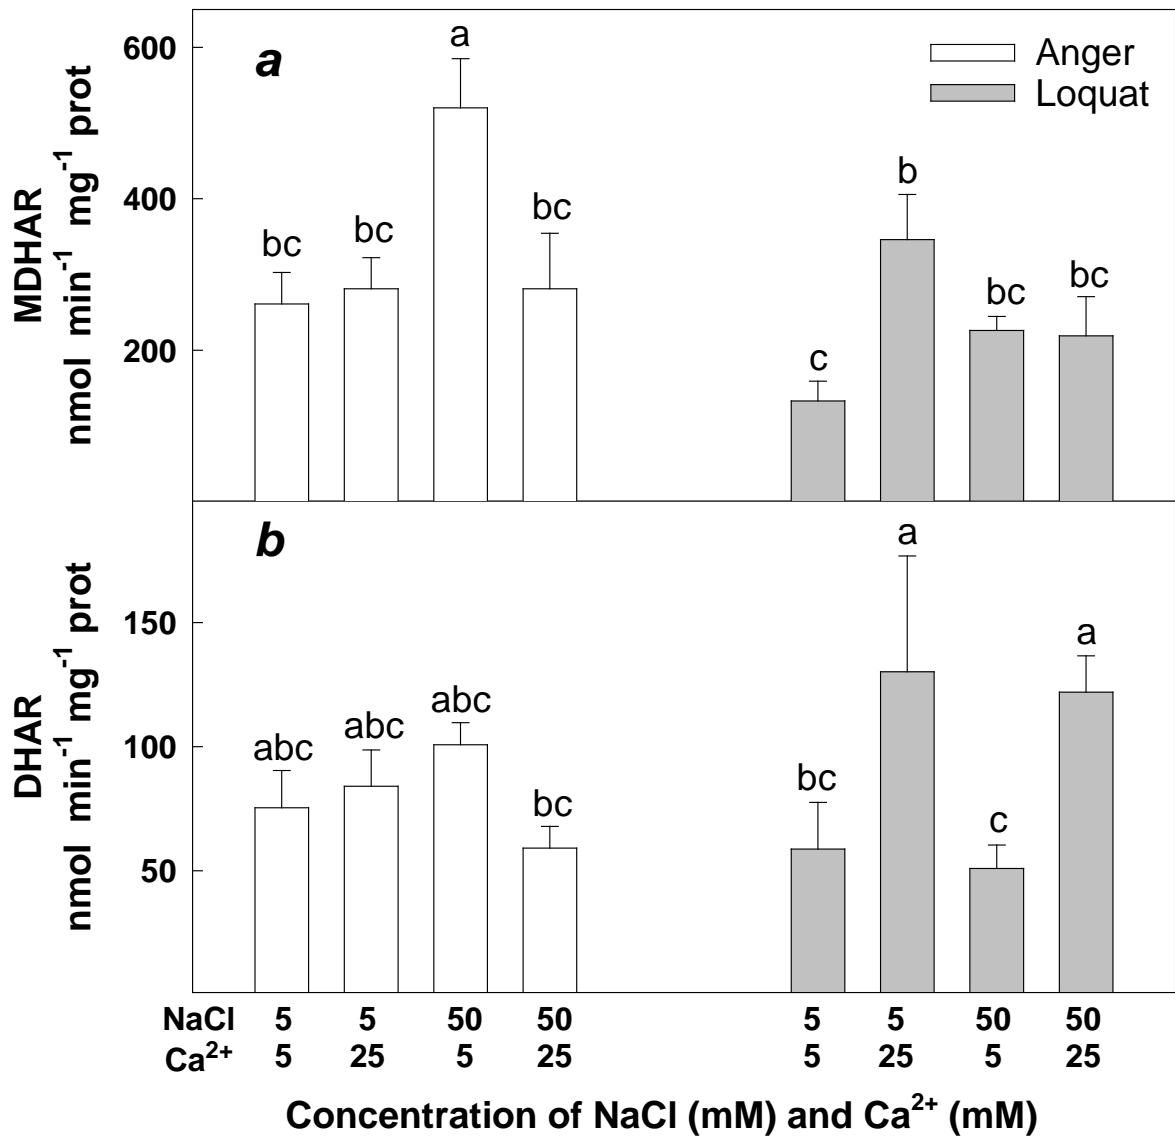 a
Anger
Loquat
MDHAR
nmol min⁻¹ mg⁻¹ prot
600
400
200
bc
bc
a
bc
c
b
bc
bc
b
DHAR
nmol min⁻¹ mg⁻¹ prot
150
100
50
abc
abc
abc
bc
bc
a
c
a
NaCl 5 5 50 50 5 5 50 50
Ca²⁺ 5 25 5 25 5 25 5 25
Concentration of NaCl (mM) and Ca²⁺ (mM)